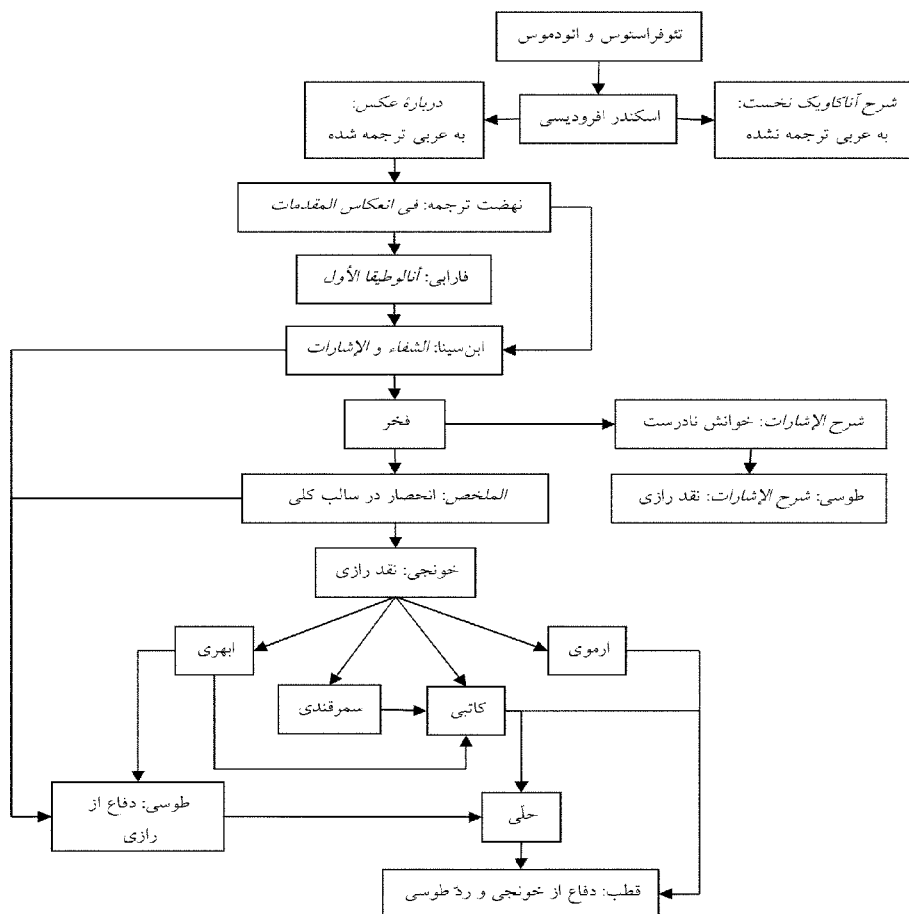 تئوفراستوس و ائودموس
شرح آناکاویک نخست:
به عربی ترجمه نشده
اسکندر افرودیسی
دربارهٔ عکس:
به عربی ترجمه شده
نهضت ترجمه: فی انعکاس المقدمات
فارابی: أنالوطیقا الأول
ابن‌سینا: الشفاء و الإشارات
فخر
شرح الإشارات: خوانش نادرست
الملخص: انحصار در سالب کلی
طوسی: شرح الإشارات: نقد رازی
خونجی: نقد رازی
ارموی
ابهری
کاتبی
سمرقندی
طوسی: دفاع از
رازی
حلّی
قطب: دفاع از خونجی و ردّ طوسی